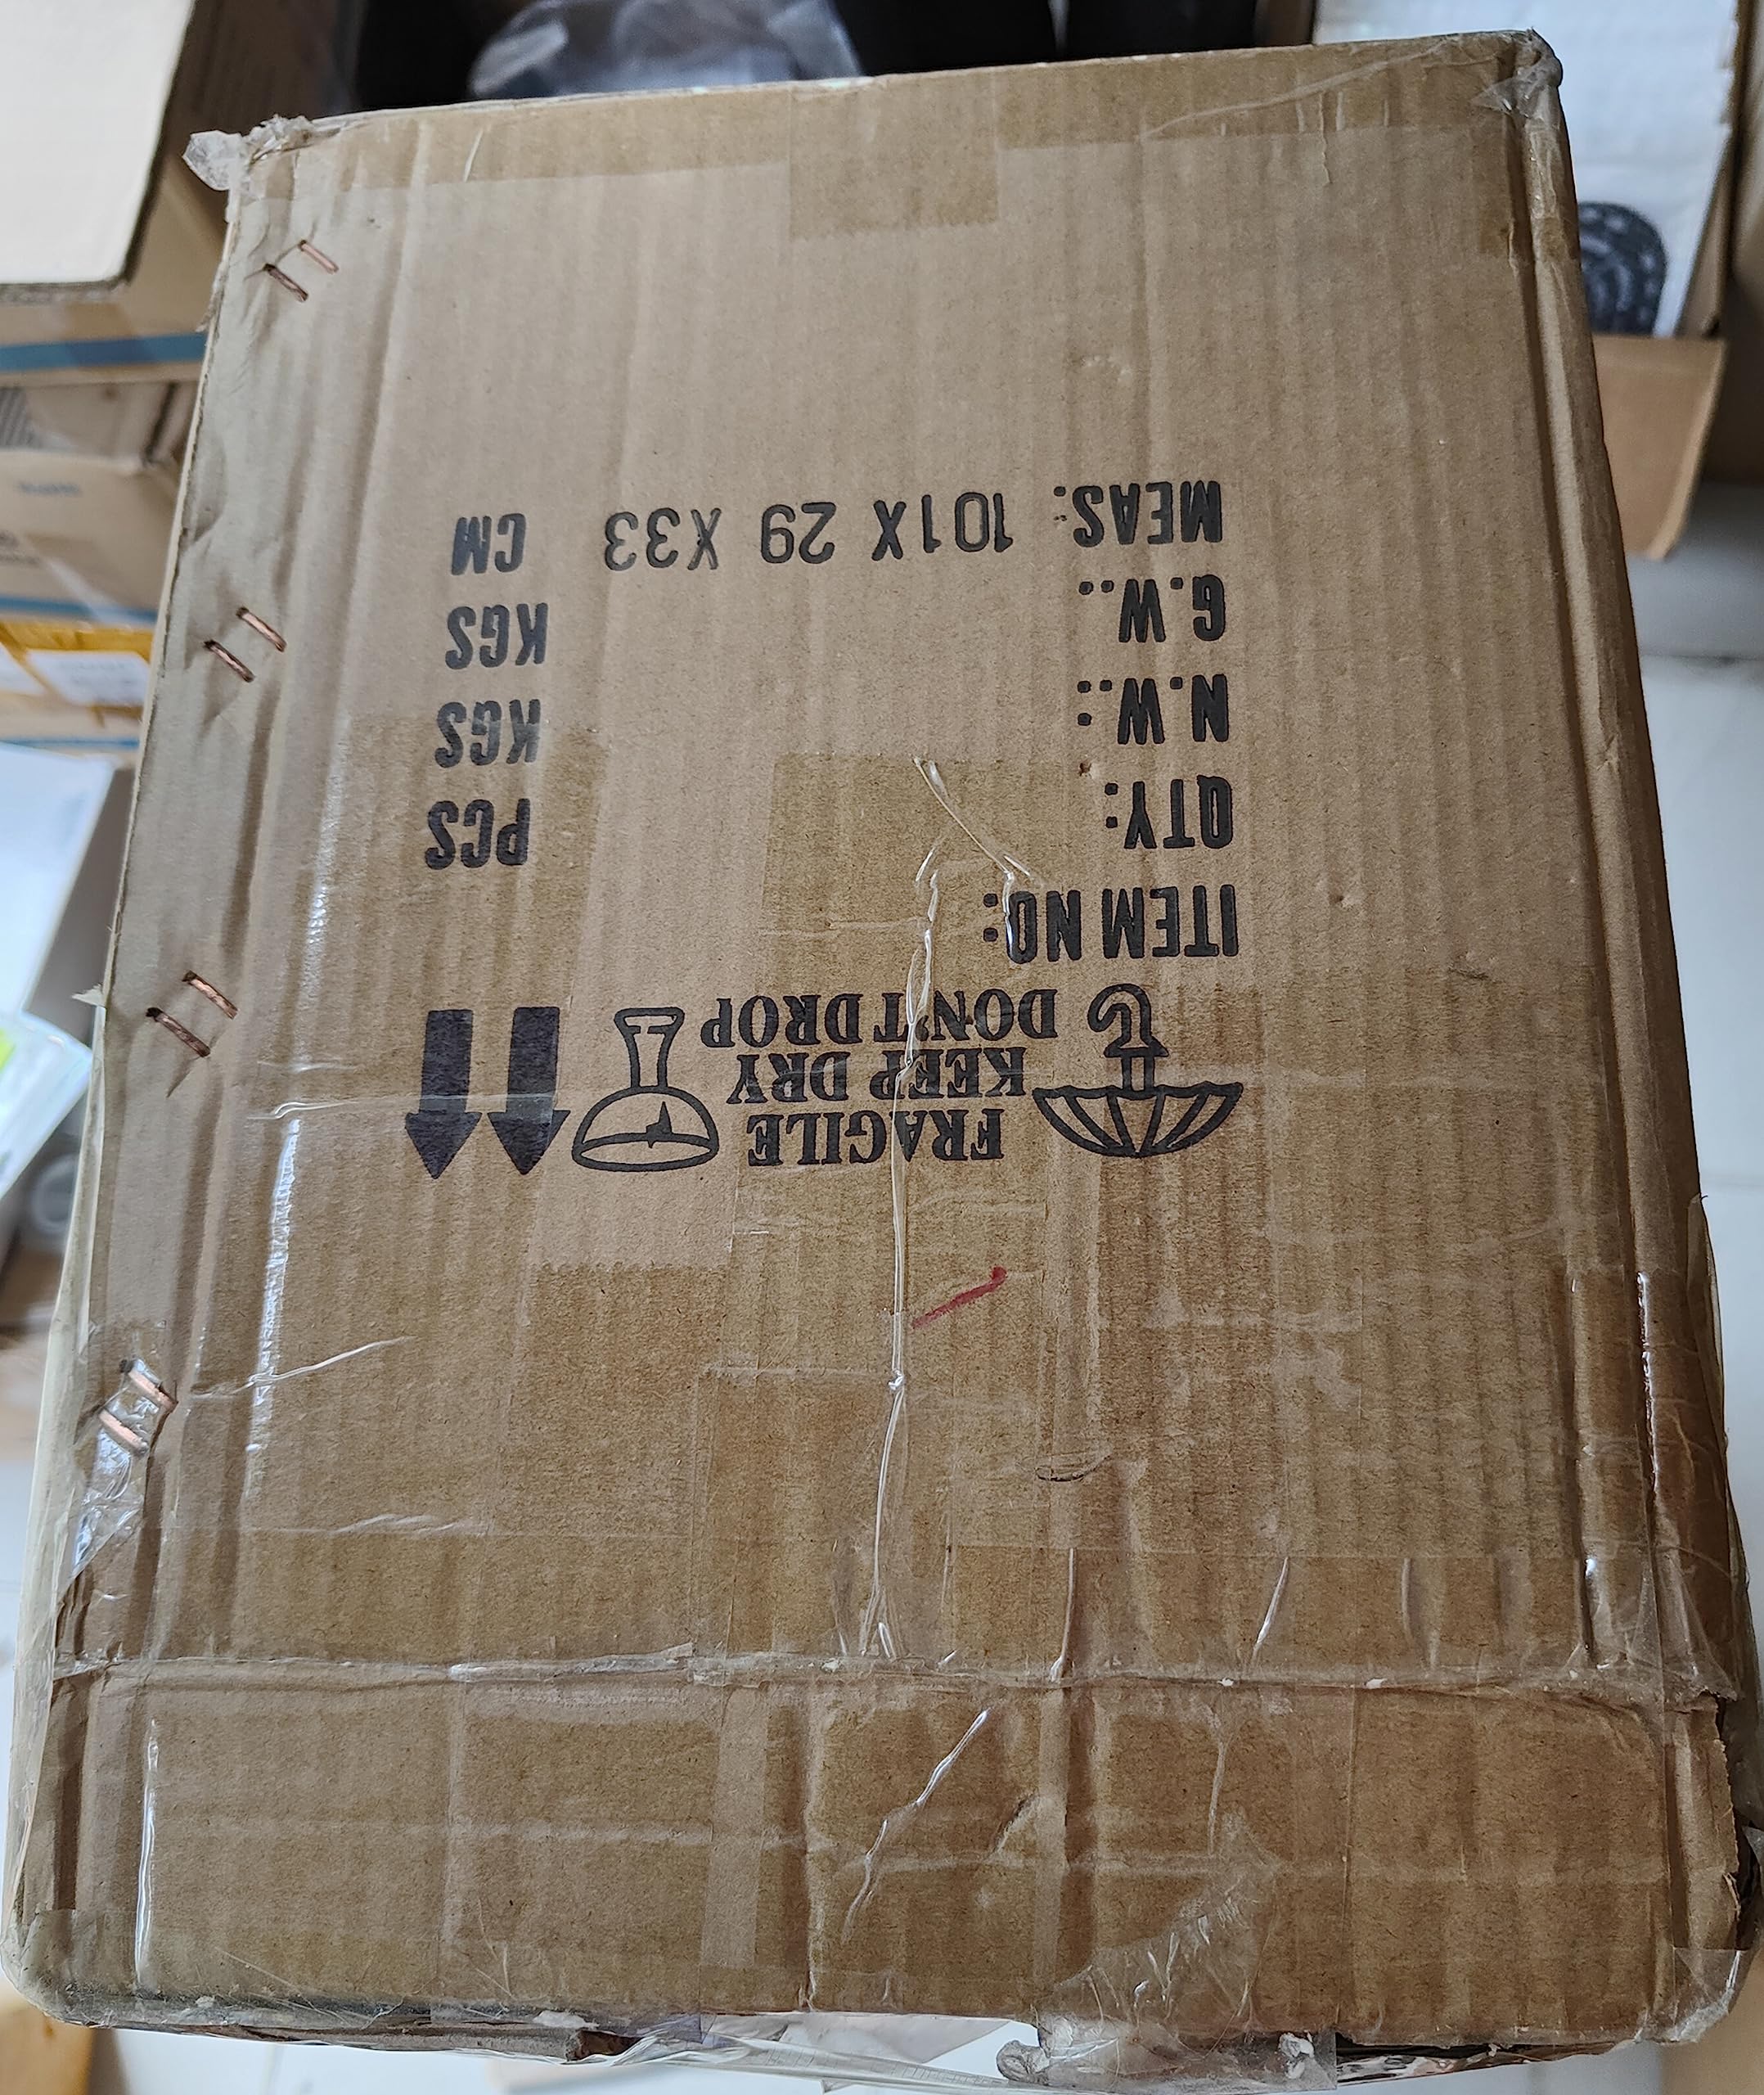 FRAGILE
KEEP DRY
DON'T DROP
ITEM NO:
QTY: PCS
N.W.: KGS
G.W.: KGS
MEAS: 101X 29 X33 CM